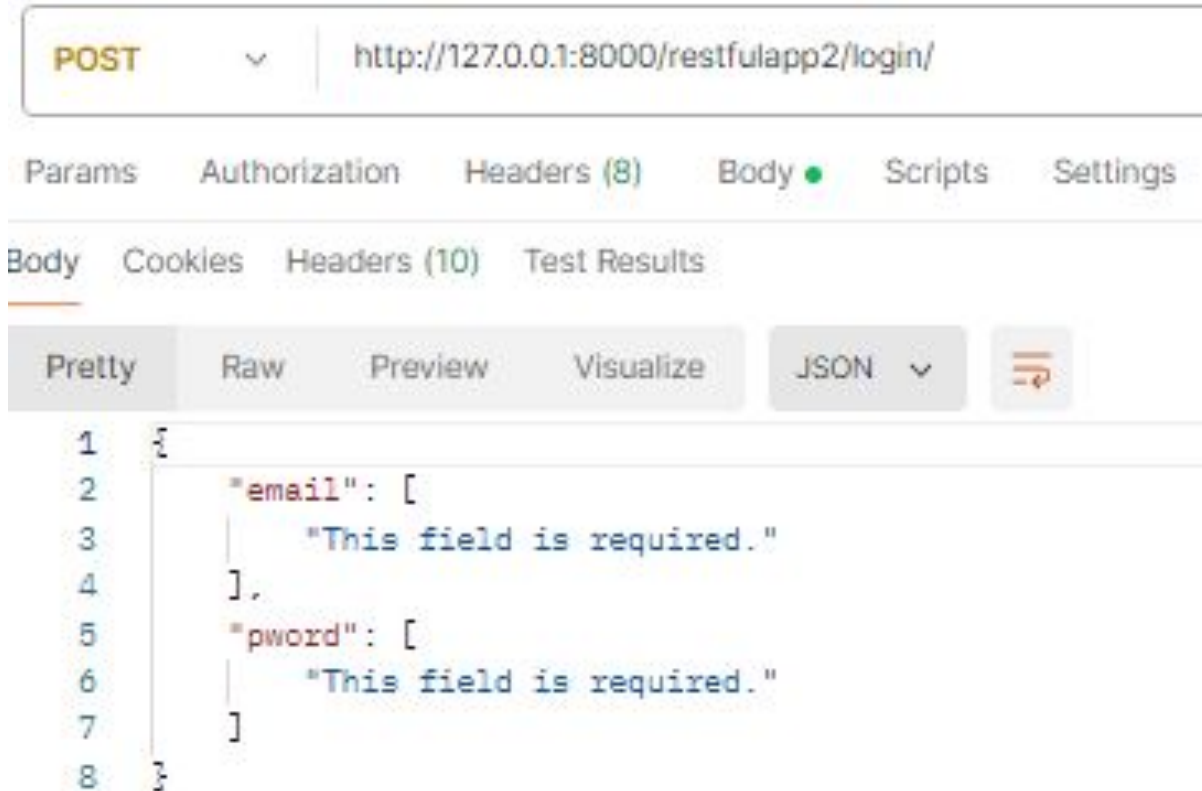 POST http://127.0.0.1:8000/restfulapp2/login/
Params Authorization Headers (8) Body Scripts Settings
Body Cookies Headers (10) Test Results
Pretty Raw Preview Visualize JSON
1 {
2 "email": [
3 "This field is required."
4 ],
5 "pword": [
6 "This field is required."
7 ]
8 }